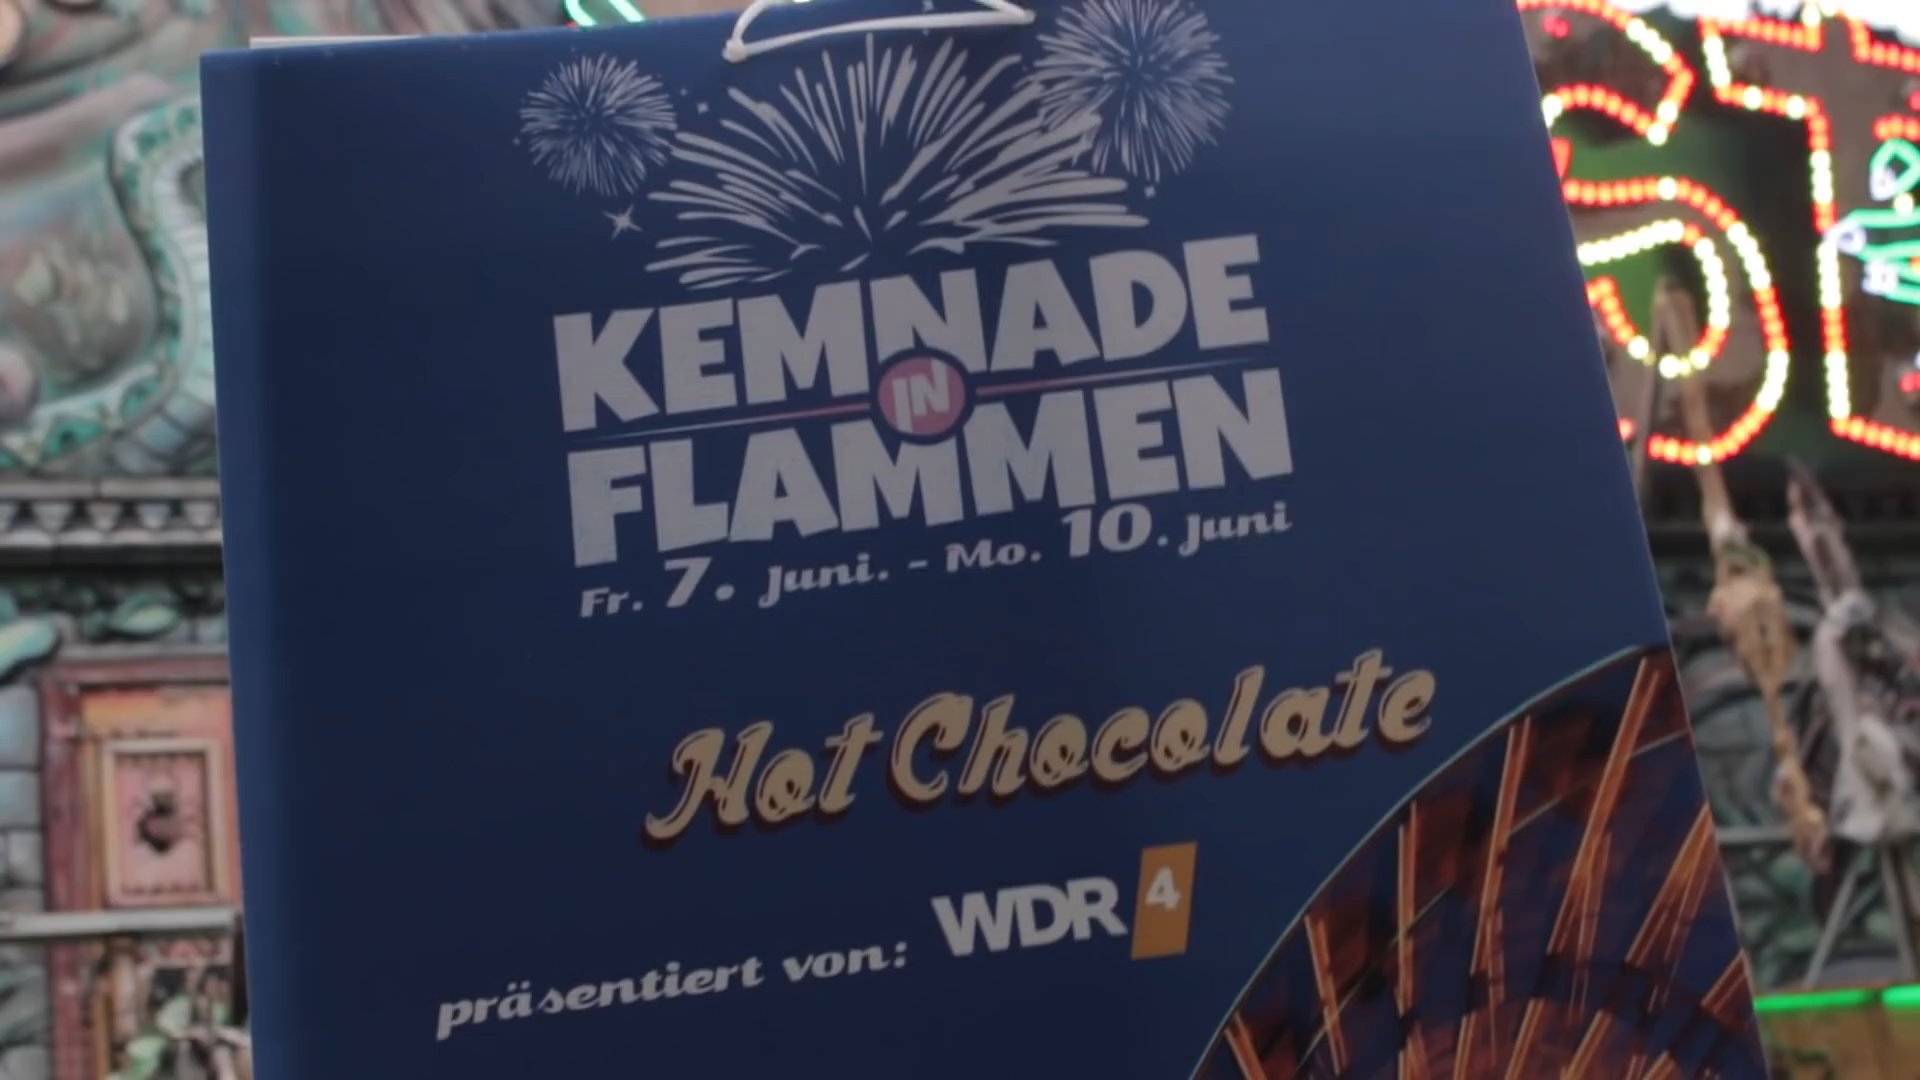 KEMNADE
IN
FLAMMEN
Fr. 7. Juni. - Mo. 10. Juni
Hot Chocolate
präsentiert von: WDR 4